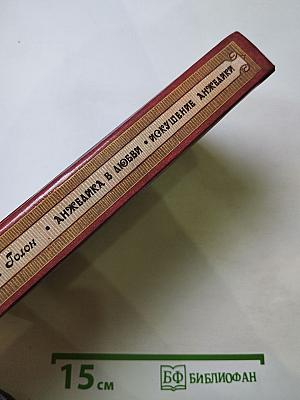 Голон • АНЖЕЛИКА В ЛЮБВИ • ИСКУШЕНИЕ АНЖЕЛИКИ
15 см
БФ БИБЛИОФАН